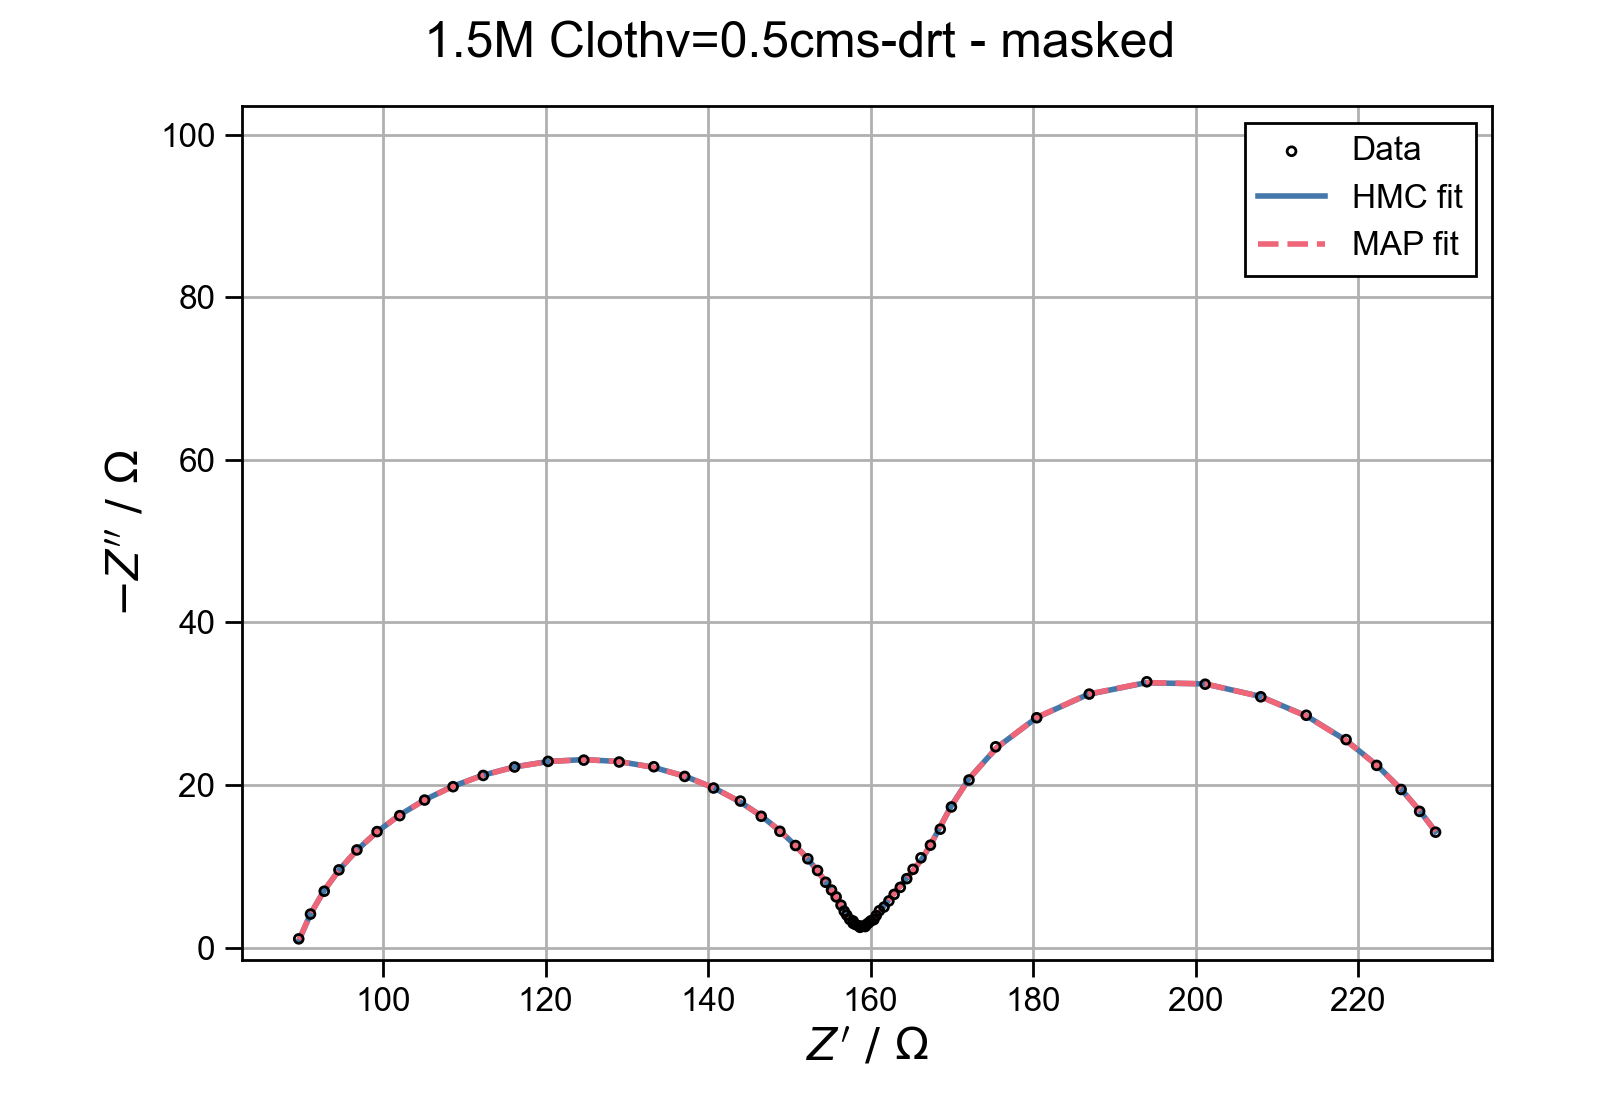 1.5M Clothv=0.5cms-drt - masked
100
80
60
40
20
0
−Z′′ / Ω
Data
HMC fit
MAP fit
100 120 140 160 180 200 220
Z′ / Ω